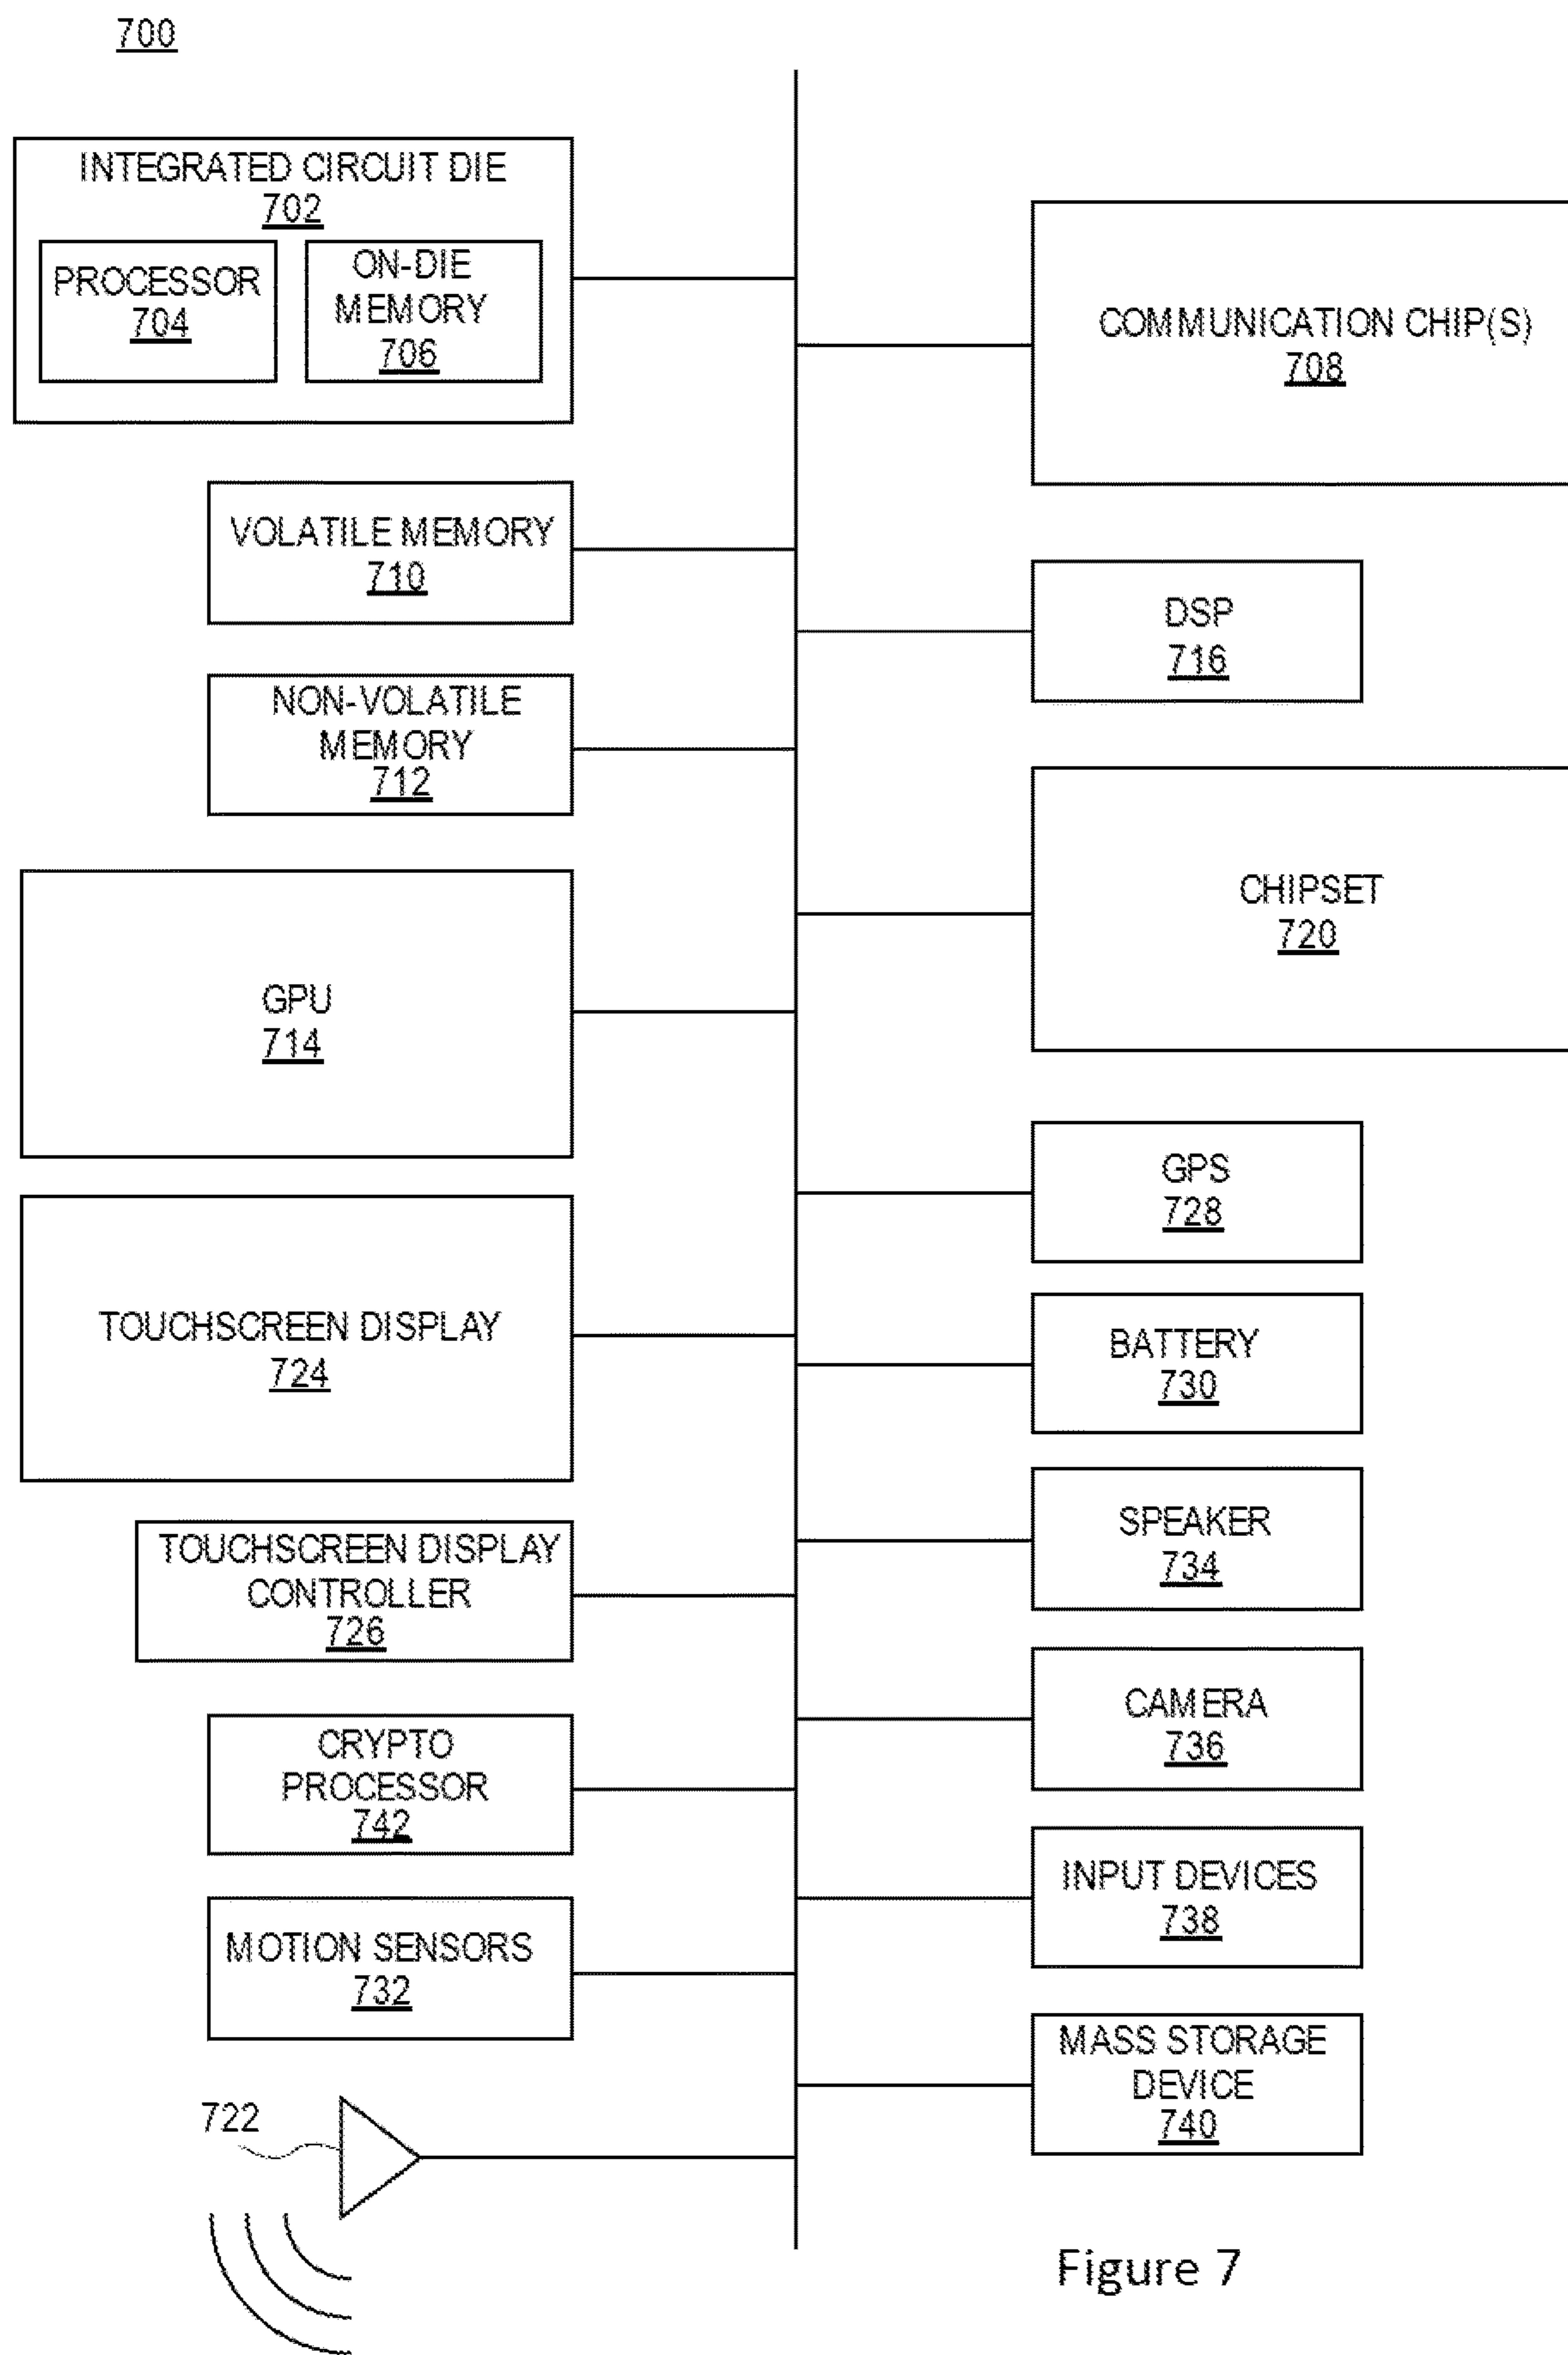 700
INTEGRATED CIRCUIT DIE
702
PROCESSOR
704
ON-DIE
MEMORY
706
VOLATILE MEMORY
710
NON-VOLATILE
MEMORY
712
GPU
714
TOUCHSCREEN DISPLAY
724
TOUCHSCREEN DISPLAY
CONTROLLER
726
CRYPTO
PROCESSOR
742
MOTION SENSORS
732
722
COMMUNICATION CHIP(S)
708
DSP
716
CHIPSET
720
GPS
728
BATTERY
730
SPEAKER
734
CAMERA
736
INPUT DEVICES
738
MASS STORAGE
DEVICE
740
Figure 7